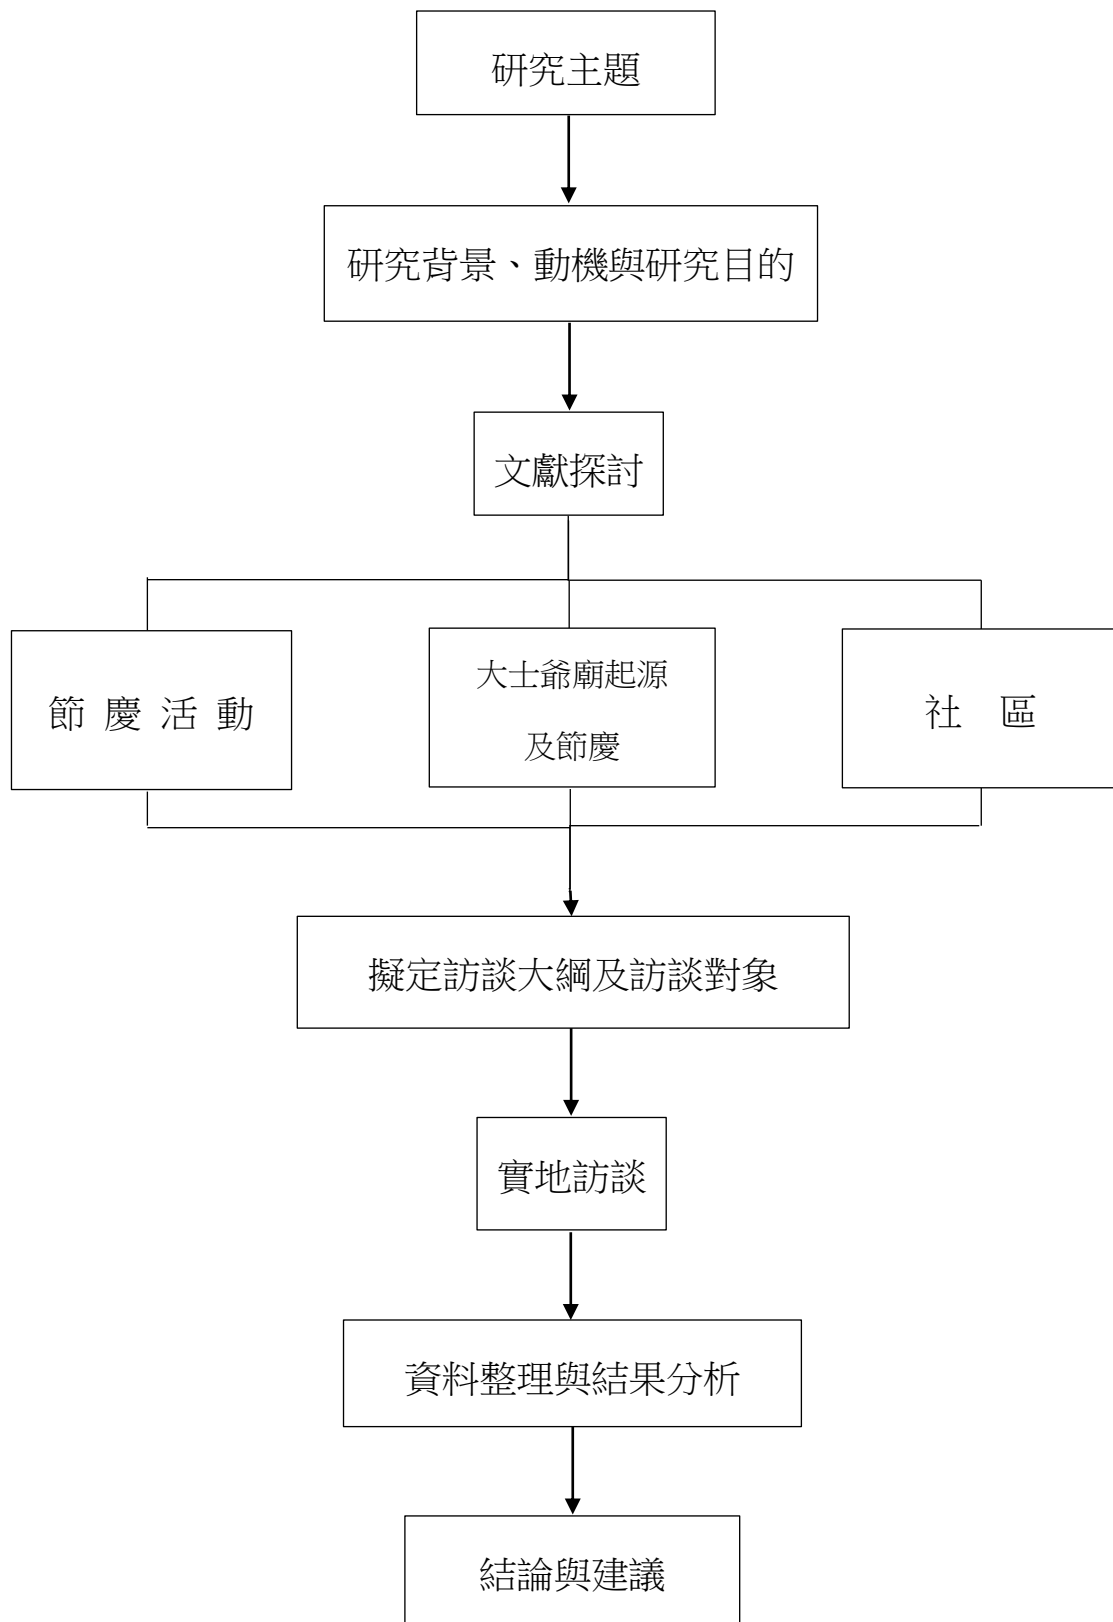 研究主題
研究背景、動機與研究目的
文獻探討
節 慶 活 動
大士爺廟起源
及節慶
社 區
擬定訪談大綱及訪談對象
實地訪談
資料整理與結果分析
結論與建議